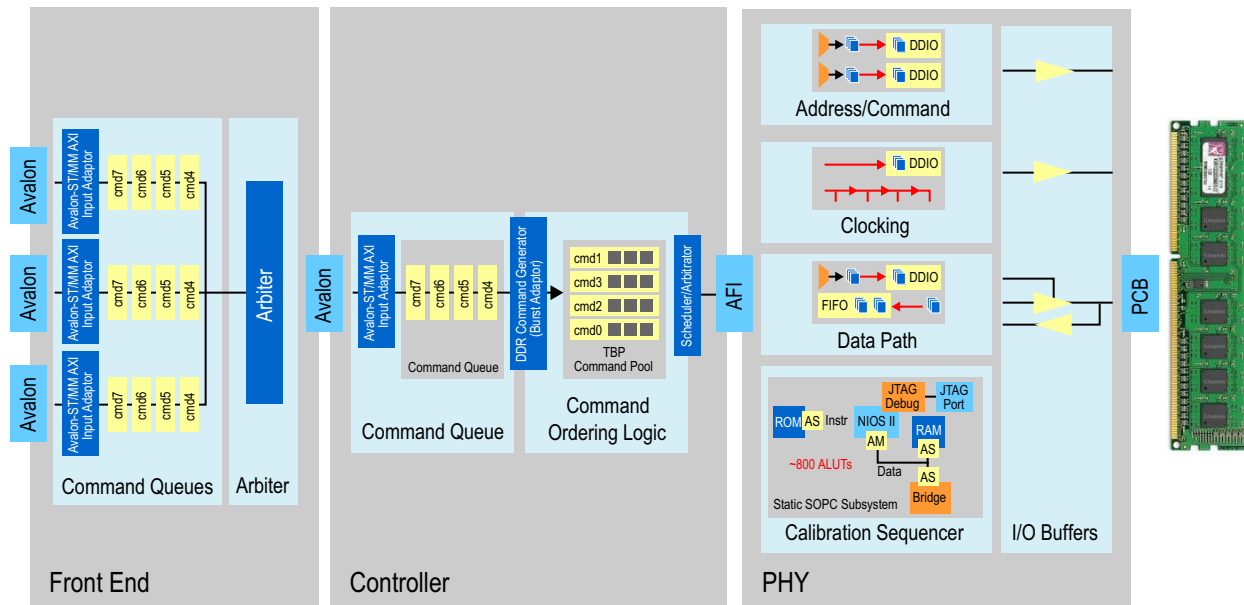 Avalon
Avalon-ST/MM AXI
Input Adaptor
cmd7
cmd6
cmd5
cmd4
Avalon
Avalon-ST/MM AXI
Input Adaptor
cmd7
cmd6
cmd5
cmd4
Avalon
Avalon-ST/MM AXI
Input Adaptor
cmd7
cmd6
cmd5
cmd4
Command Queues
Arbiter
Arbiter
Front End
Avalon
Avalon-ST/MM AXI
Input Adaptor
cmd7
cmd6
cmd5
cmd4
Command Queue
Command Queue
DDR Command Generator
(Burst Adaptor)
cmd1
cmd3
cmd2
cmd0
TBP
Command Pool
Command
Ordering Logic
Scheduler/Arbitrator
Controller
AFI
DDIO
DDIO
Address/Command
DDIO
Clocking
DDIO
FIFO
Data Path
JTAG
Debug
JTAG
Port
ROM
AS
Instr
NIOS II
AM
RAM
AS
~800 ALUTs
Data
AS
Bridge
Static SOPC Subsystem
Calibration Sequencer
I/O Buffers
PHY
PCB